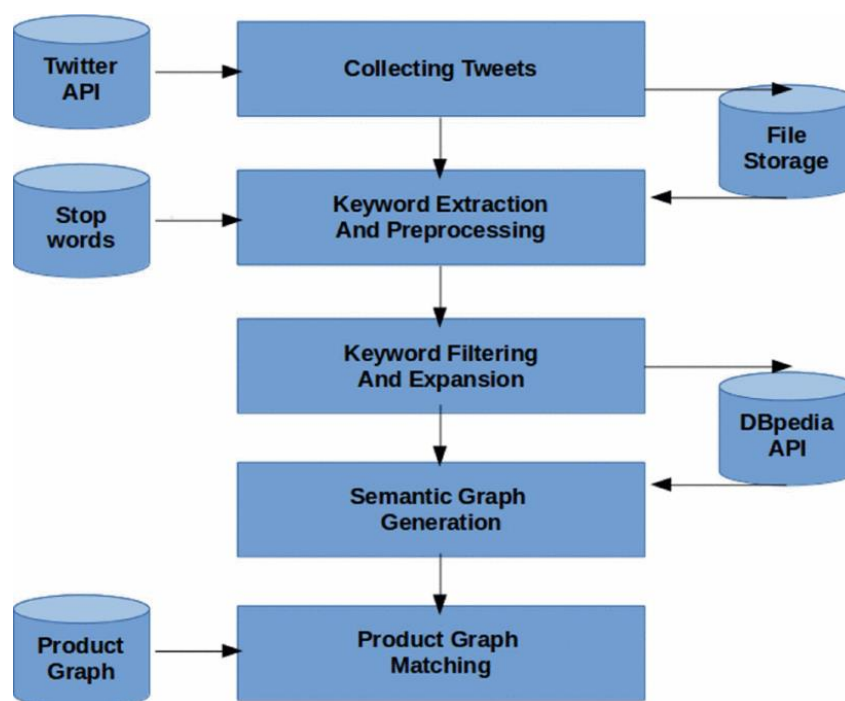 Twitter
API
Collecting Tweets
File
Storage
Stop
words
Keyword Extraction
And Preprocessing
Keyword Filtering
And Expansion
DBpedia
API
Semantic Graph
Generation
Product
Graph
Product Graph
Matching